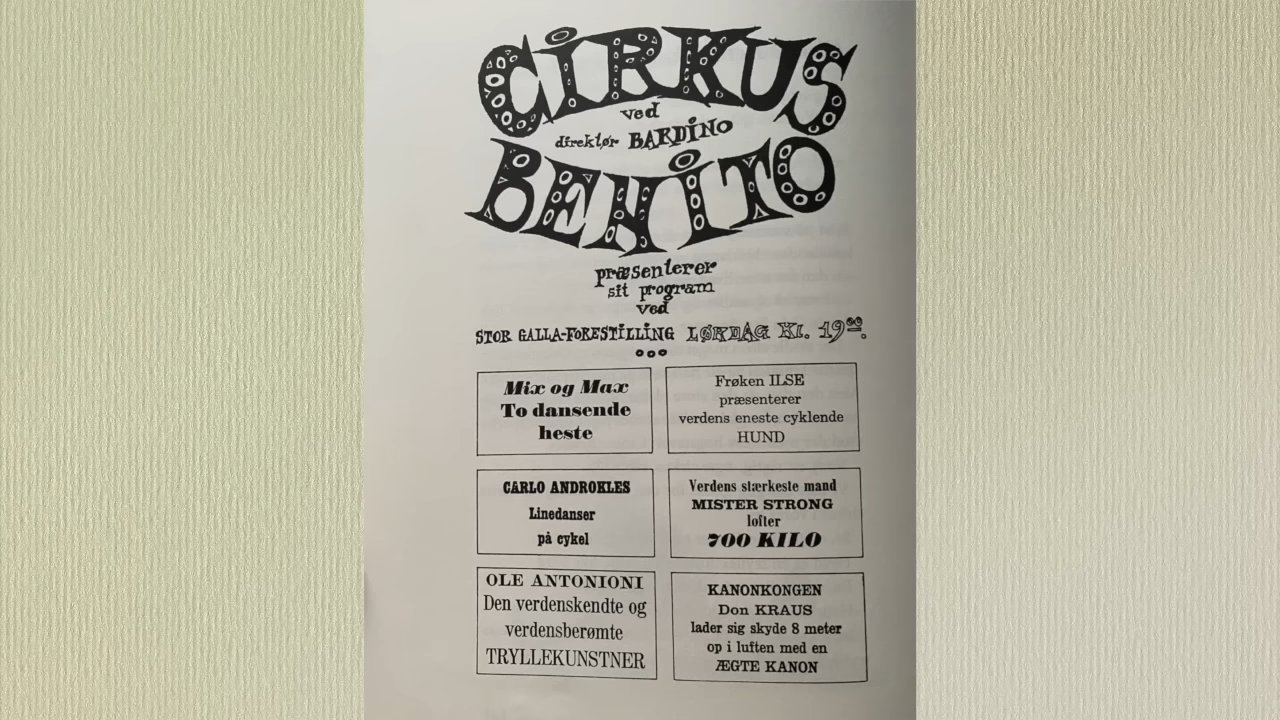 CiRKUS
ved
direktør BARDiNO
BENiTO
præsenterer
sit program
ved
STOR GALLA-FORESTiLLiNG LØRDAG KL. 19⁰⁰.
Mix og Max
To dansende
heste
Frøken ILSE
præsenterer
verdens eneste cyklende
HUND
CARLO ANDROKLES
Linedanser
på cykel
Verdens stærkeste mand
MISTER STRONG
løfter
700 KILO
OLE ANTONIONI
Den verdenskendte og
verdensberømte
TRYLLEKUNSTNER
KANONKONGEN
Don KRAUS
lader sig skyde 8 meter
op i luften med en
ÆGTE KANON